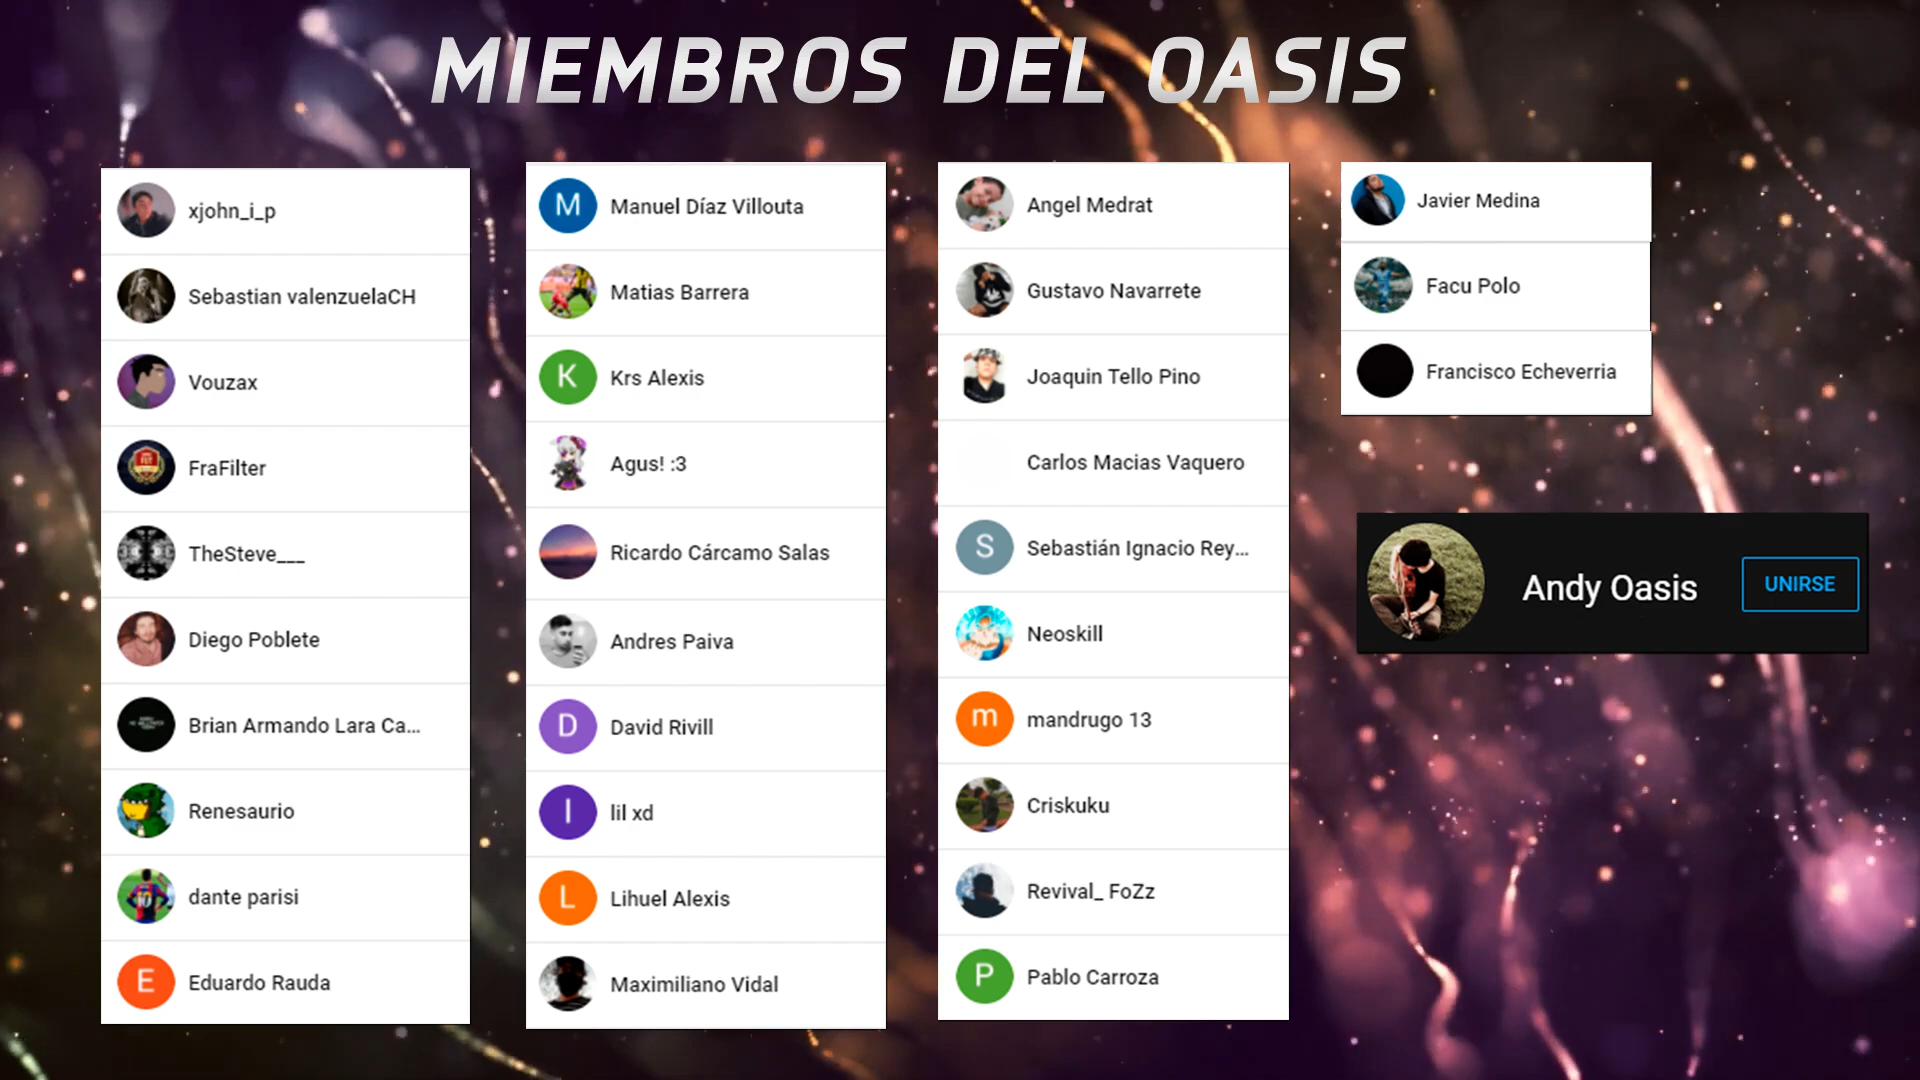 MIEMBROS DEL OASIS
xjohn_i_p
Sebastian valenzuelaCH
Vouzax
FraFilter
TheSteve___
Diego Poblete
Brian Armando Lara Ca...
Renesaurio
dante parisi
E
Eduardo Rauda
M
Manuel Díaz Villouta
Matias Barrera
K
Krs Alexis
Agus! :3
Ricardo Cárcamo Salas
Andres Paiva
D
David Rivill
l
lil xd
L
Lihuel Alexis
Maximiliano Vidal
Angel Medrat
Gustavo Navarrete
Joaquin Tello Pino
Carlos Macias Vaquero
S
Sebastián Ignacio Rey...
Neoskill
m
mandrugo 13
Criskuku
Revival_ FoZz
P
Pablo Carroza
Javier Medina
Facu Polo
Francisco Echeverria
Andy Oasis
UNIRSE